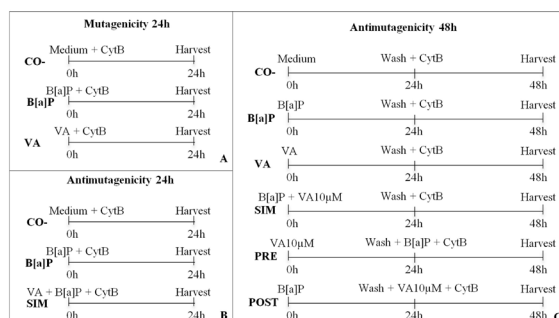 Mutagenicity 24h
Medium + CytB Harvest
CO-
0h 24h
B[a]P + CytB Harvest
B[a]P
0h 24h
VA + CytB Harvest
VA
0h 24h
A
Antimutagenicity 24h
Medium + CytB Harvest
CO-
0h 24h
B[a]P + CytB Harvest
B[a]P
0h 24h
VA + B[a]P + CytB Harvest
SIM
0h 24h
B
Antimutagenicity 48h
Medium Wash + CytB Harvest
CO-
0h 24h 48h
B[a]P Wash + CytB Harvest
B[a]P
0h 24h 48h
VA Wash + CytB Harvest
VA
0h 24h 48h
B[a]P + VA10µM Wash + CytB Harvest
SIM
0h 24h 48h
VA10µM Wash + B[a]P + CytB Harvest
PRE
0h 24h 48h
B[a]P Wash + VA10µM + CytB Harvest
POST
0h 24h 48h